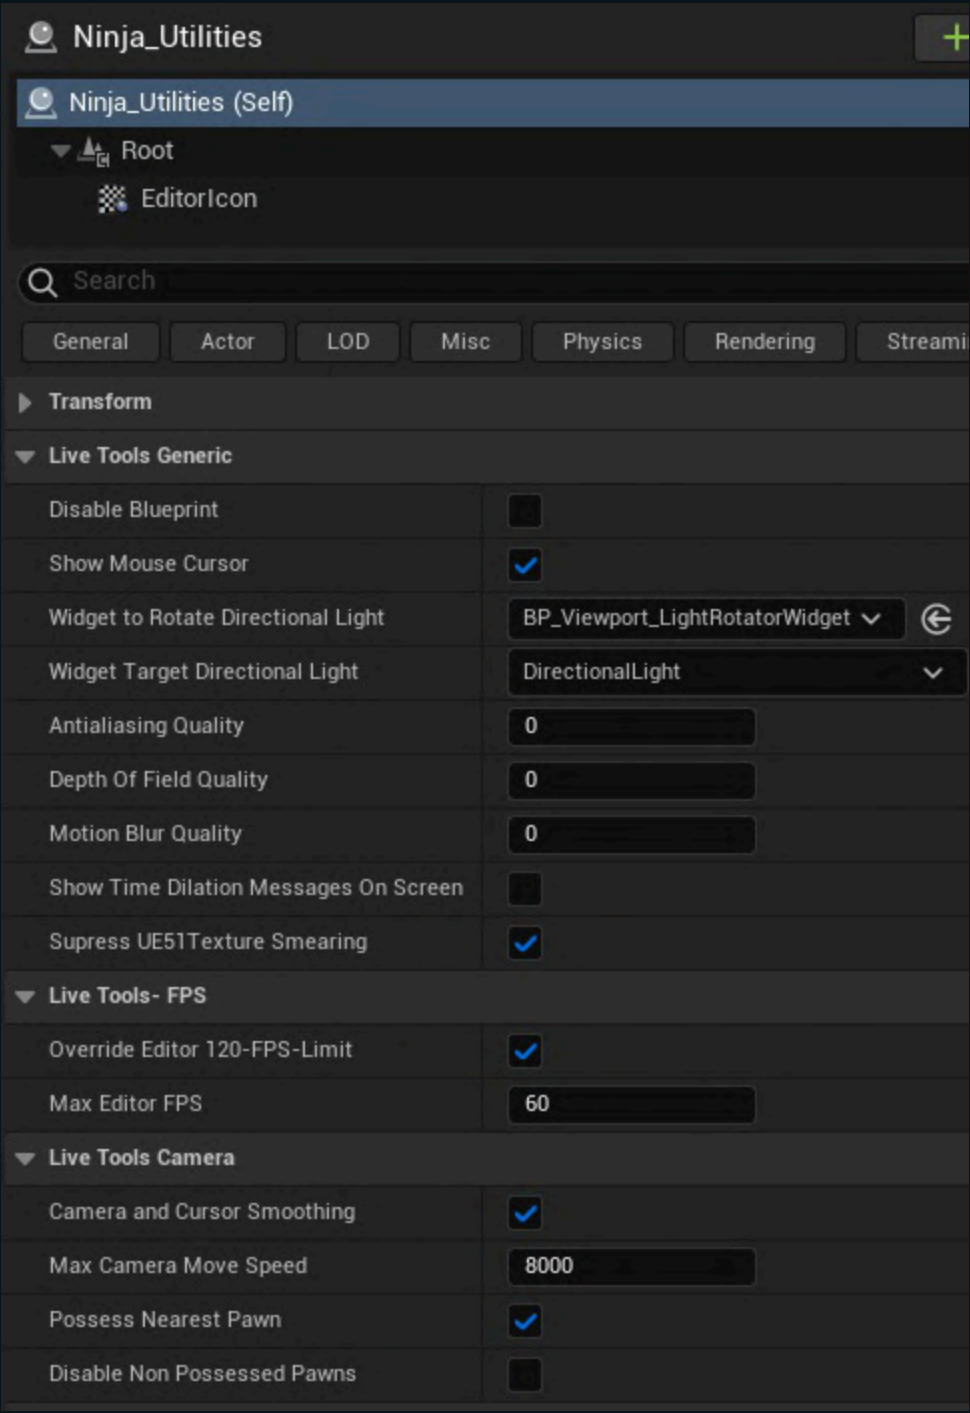 Ninja_Utilities
Ninja_Utilities (Self)
Root
EditorIcon
Search
General Actor LOD Misc Physics Rendering Streami
Transform
Live Tools Generic
Disable Blueprint
Show Mouse Cursor
Widget to Rotate Directional Light BP_Viewport_LightRotatorWidget
Widget Target Directional Light DirectionalLight
Antialiasing Quality 0
Depth Of Field Quality 0
Motion Blur Quality 0
Show Time Dilation Messages On Screen
Supress UE51Texture Smearing
Live Tools- FPS
Override Editor 120-FPS-Limit
Max Editor FPS 60
Live Tools Camera
Camera and Cursor Smoothing
Max Camera Move Speed 8000
Possess Nearest Pawn
Disable Non Possessed Pawns